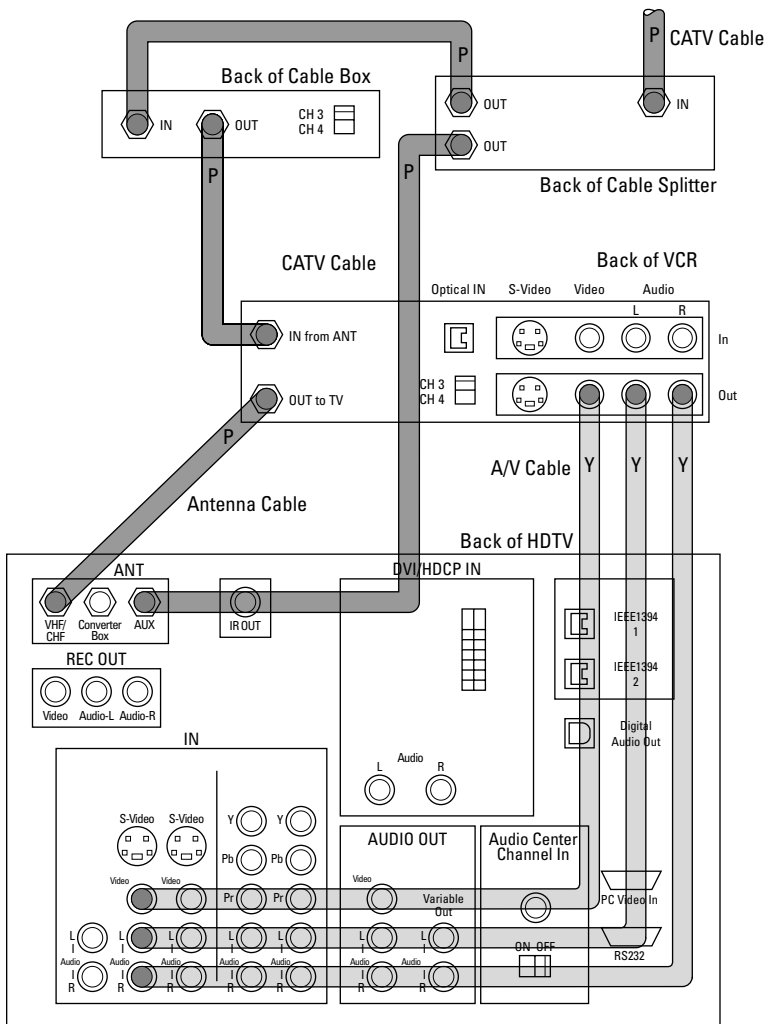 P
CATV Cable
P
Back of Cable Box
IN
OUT
CH 3
CH 4
OUT
IN
OUT
P
P
Back of Cable Splitter
CATV Cable
Back of VCR
Optical IN
S-Video
Video
Audio
L
R
IN from ANT
In
CH 3
CH 4
OUT to TV
Out
P
A/V Cable
Y
Y
Y
Antenna Cable
Back of HDTV
ANT
VHF/
CHF
Converter
Box
AUX
IR OUT
DVI/HDCP IN
IEEE1394
1
IEEE1394
2
REC OUT
Video
Audio-L
Audio-R
Digital
Audio Out
IN
Audio
L
R
S-Video
S-Video
Y
Y
Pb
Pb
Video
Video
Pr
Pr
L
L
L
L
L
Audio
Audio
Audio
Audio
Audio
R
R
R
R
R
AUDIO OUT
Video
Variable
Out
L
L
Audio
Audio
R
R
Audio Center
Channel In
ON OFF
PC Video In
RS232